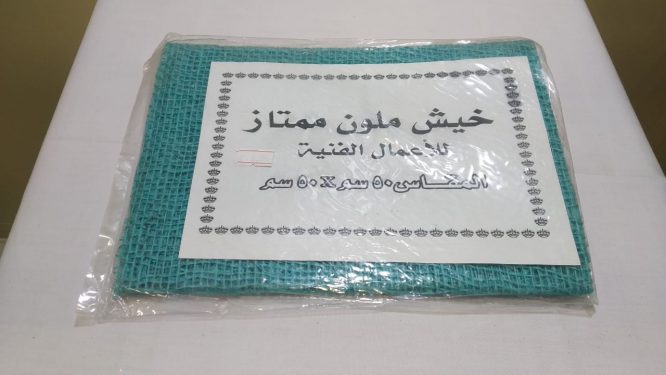 خيش ملون ممتاز
للأعمال الفنية
المقاس ٥٠ سم X ٥٠ سم